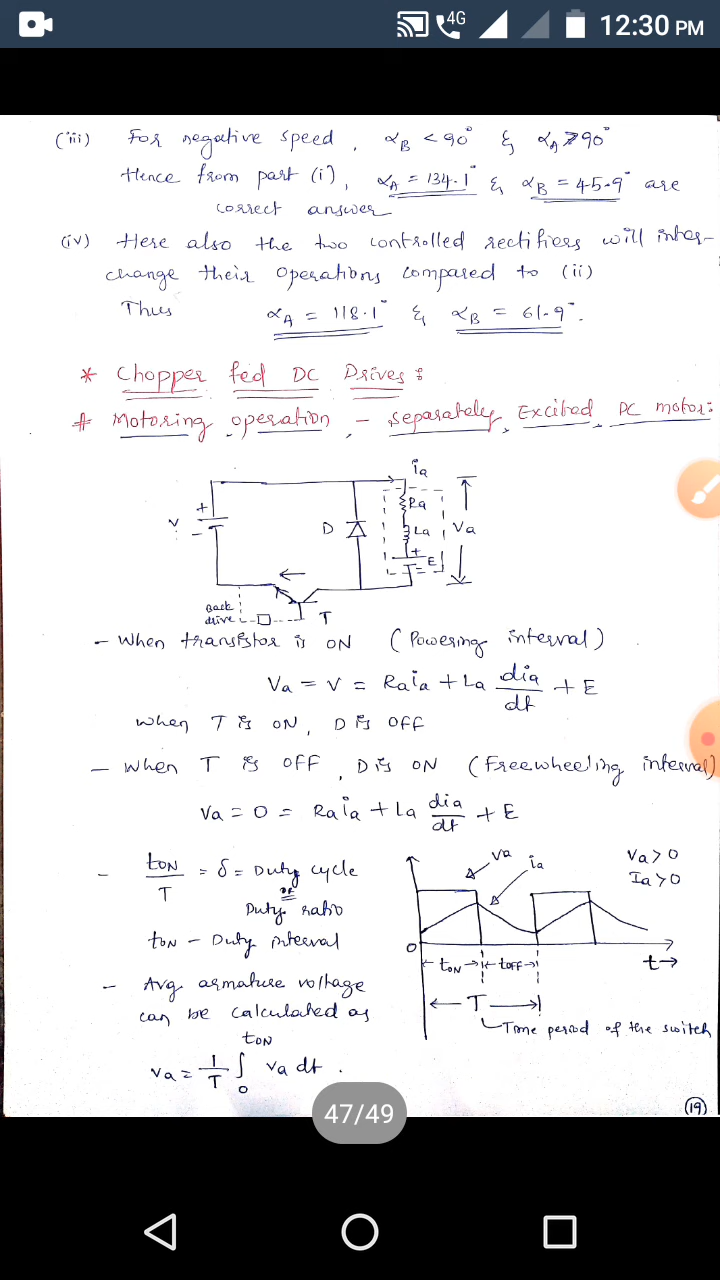 4G 12:30 PM
(iii) For negative speed, αB < 90° & αA > 90°
Hence from part (i), αA = 134.1° & αB = 45.9° are
correct answer
(iv) Here also the two controlled rectifiers will inter-
change their operations compared to (ii)
Thus αA = 118.1° & αB = 61.9°.
* Chopper fed DC Drives:
# Motoring operation - Separately Excited DC motor:
ia
+ Ra
V D La Va
- + E
-
drive T
- When transistor is ON (Powering interval)
Va = V = Raia + La dia/dt + E
When T is ON, D is OFF
- When T is OFF, D is ON (Freewheeling interval)
Va = 0 = Raia + La dia/dt + E
- tON/T = δ = Duty cycle
or
Duty ratio
tON - Duty interval
va ia Va > 0
Ia > 0
0 tON tOFF t→
T
Time period of the switch
- Avg armature voltage
can be calculated as
Va = 1/T ∫₀^tON va dt.
47/49
(19)